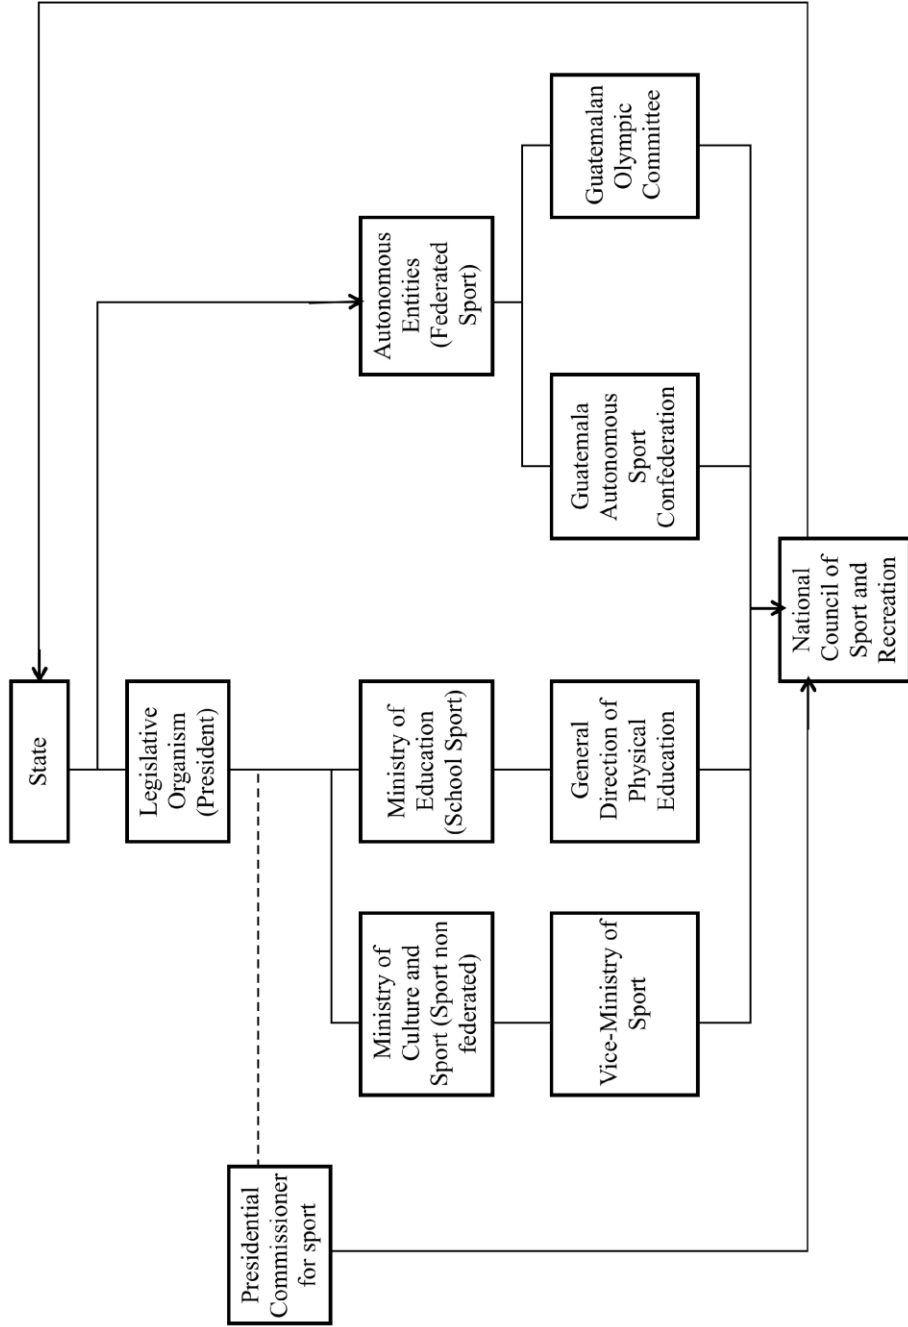 State
Legislative
Organism
(President)
Presidential
Commissioner
for sport
Ministry of
Culture and
Sport (Sport non
federated)
Ministry of
Education
(School Sport)
Autonomous
Entities
(Federated
Sport)
Vice-Ministry of
Sport
General
Direction of
Physical
Education
Guatemala
Autonomous
Sport
Confederation
Guatemalan
Olympic
Committee
National
Council of
Sport and
Recreation